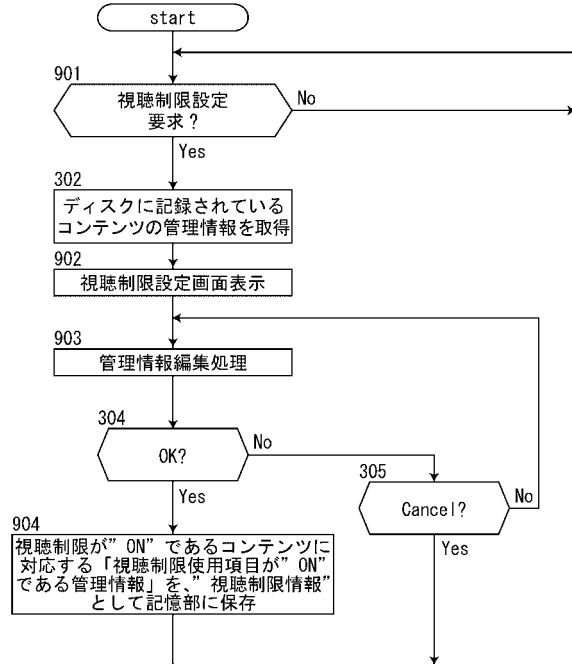 start
901
視聴制限設定
要求？
No
Yes
302
ディスクに記録されている
コンテンツの管理情報を取得
902
視聴制限設定画面表示
903
管理情報編集処理
304
OK?
No
Yes
305
Cancel?
No
Yes
904
視聴制限が”ON”であるコンテンツに
対応する「視聴制限使用項目が”ON”
である管理情報」を、”視聴制限情報”
として記憶部に保存